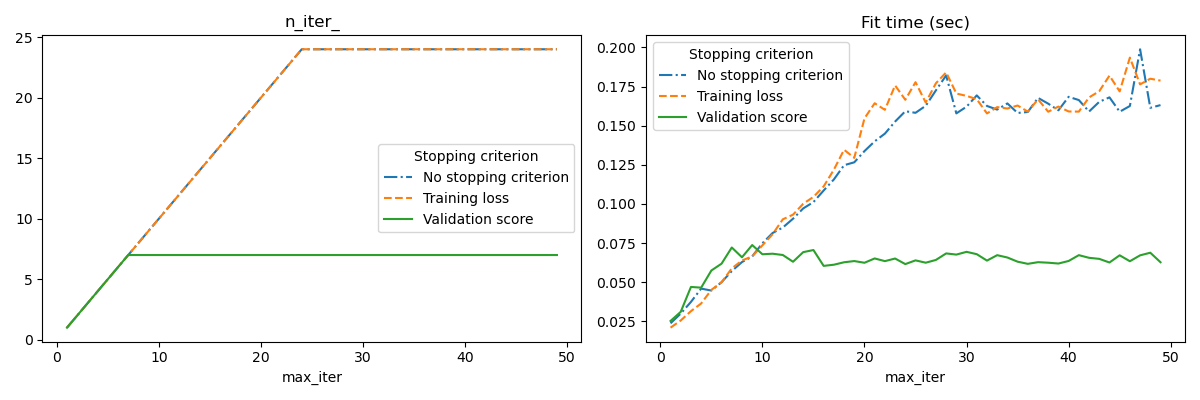 n_iter_
25
20
15
10
5
0
Stopping criterion
No stopping criterion
Training loss
Validation score
0
10
20
30
40
50
max_iter
Fit time (sec)
0.200
0.175
0.150
0.125
0.100
0.075
0.050
0.025
Stopping criterion
No stopping criterion
Training loss
Validation score
0
10
20
30
40
50
max_iter